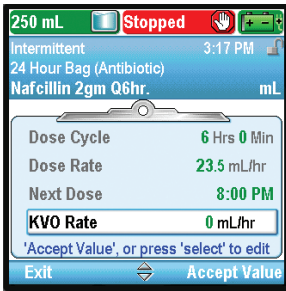 250 mL Stopped
Intermittent 3:17 PM
24 Hour Bag (Antibiotic)
Nafcillin 2gm Q6hr. mL
Dose Cycle 6 Hrs 0 Min
Dose Rate 23.5 mL/hr
Next Dose 8:00 PM
KVO Rate 0 mL/hr
'Accept Value', or press 'select' to edit
Exit Accept Value